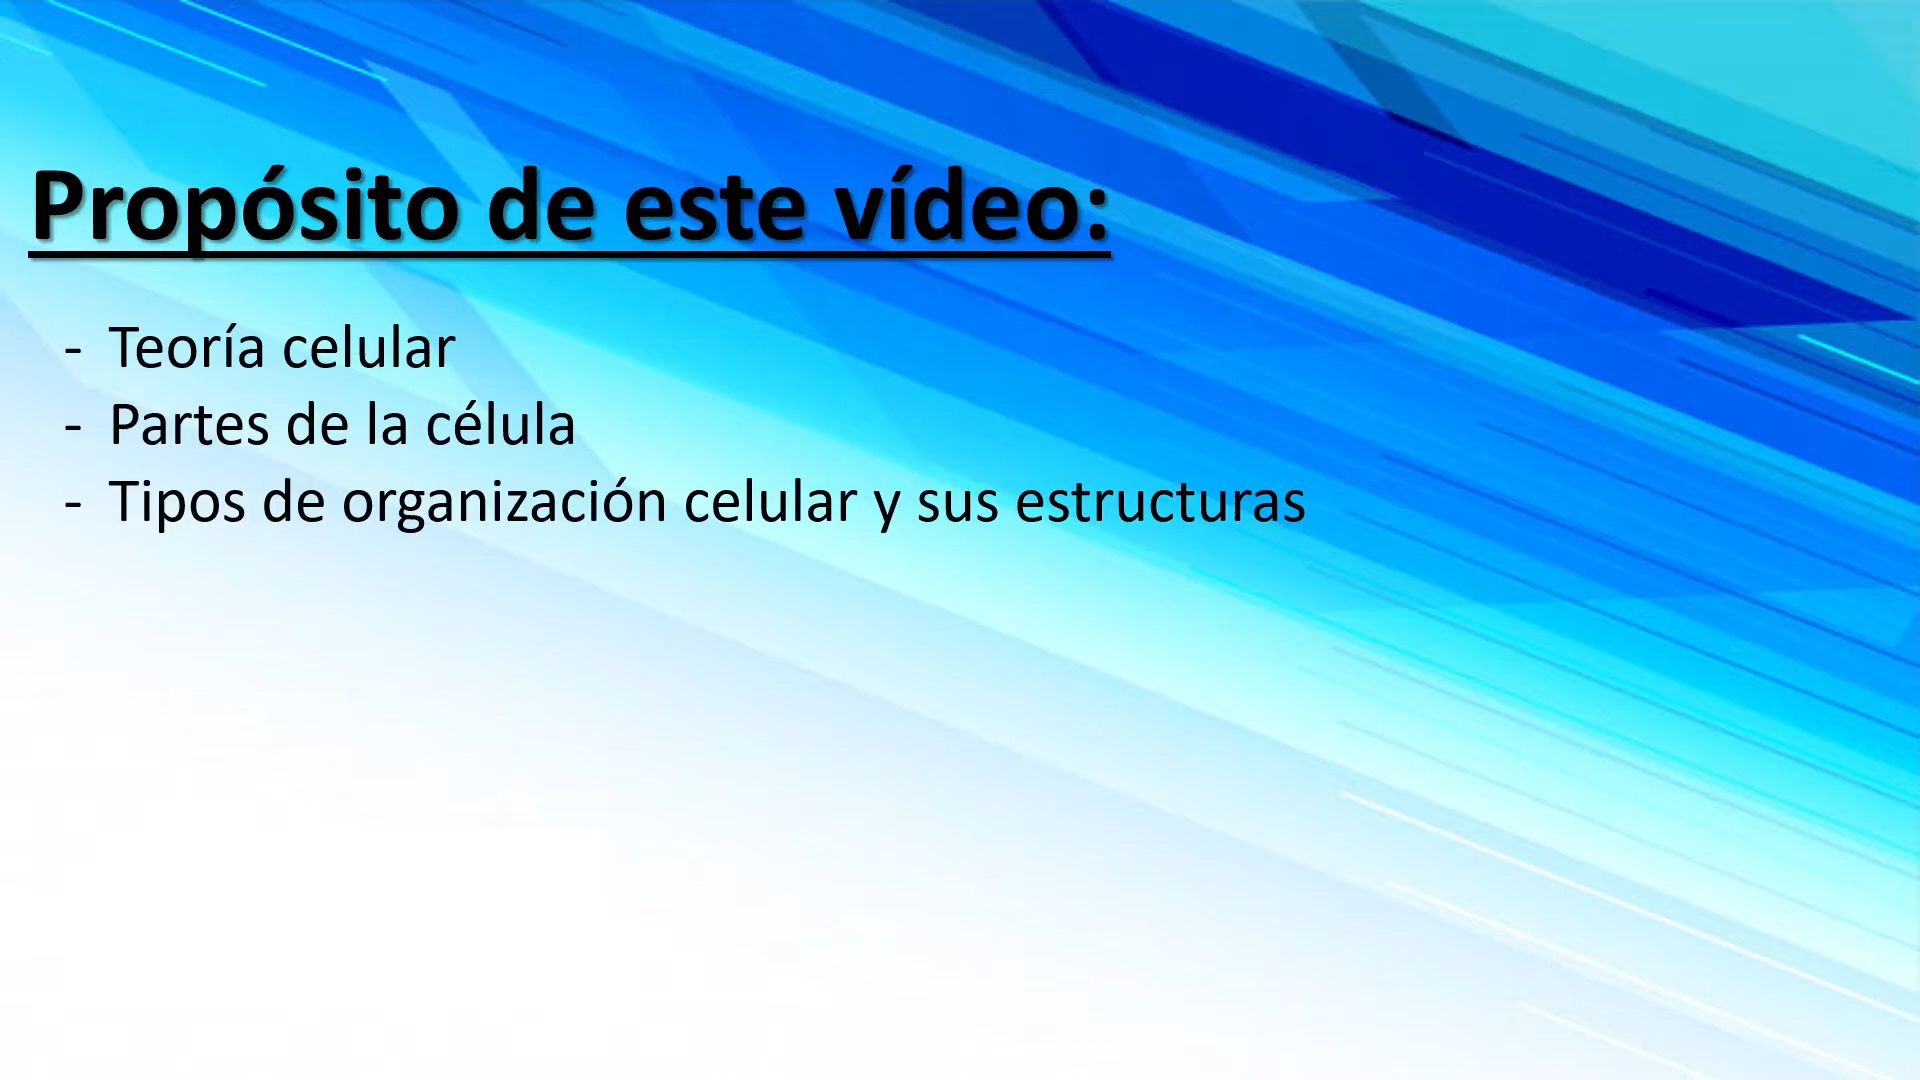 Propósito de este vídeo:
- Teoría celular
- Partes de la célula
- Tipos de organización celular y sus estructuras